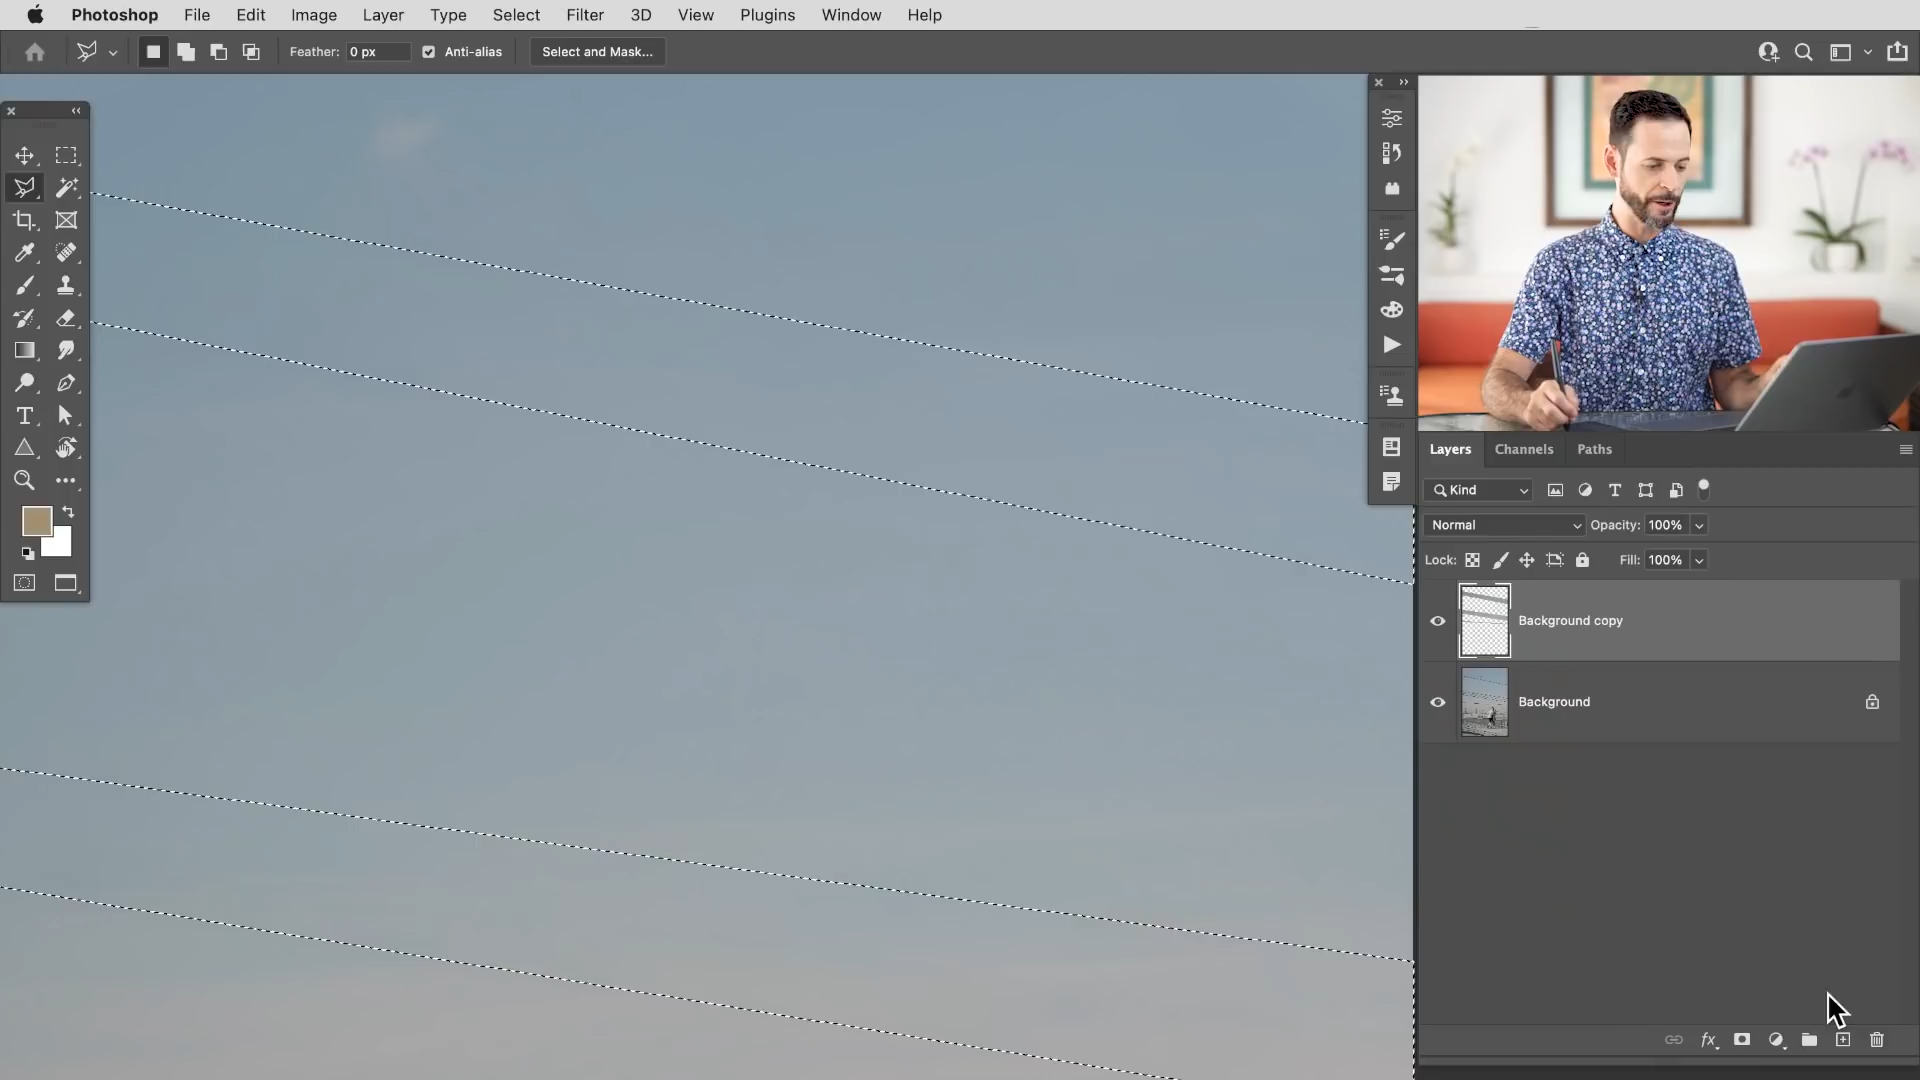 Photoshop File Edit Image Layer Type Select Filter 3D View Plugins Window Help
Feather: 0 px Anti-alias Select and Mask...
Layers Channels Paths
Kind
Normal Opacity: 100%
Lock: Fill: 100%
Background copy
Background